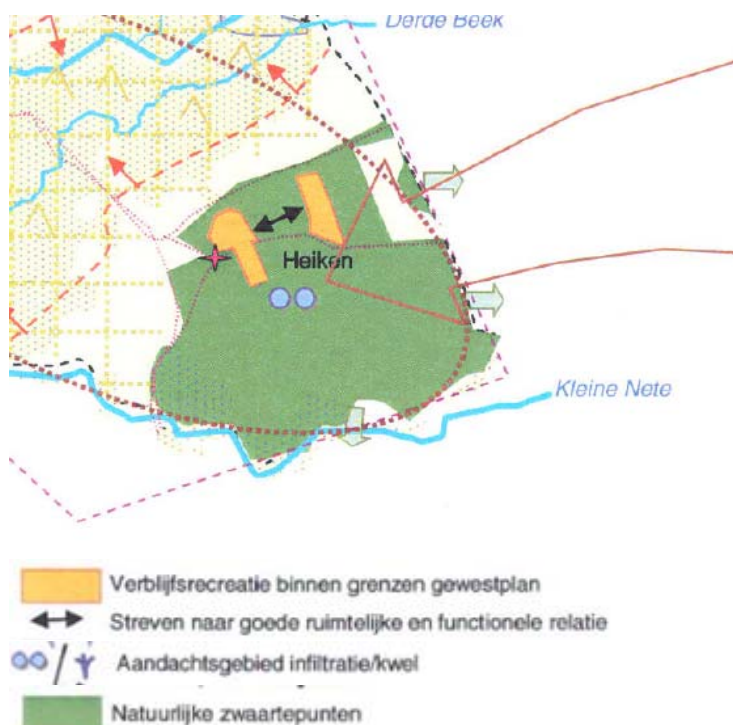 Derde Beek
Heiken
Kleine Nete
Verblijfsrecreatie binnen grenzen gewestplan
Streven naar goede ruimtelijke en functionele relatie
Aandachtsgebied infiltratie/kwel
Natuurlijke zwaartepunten